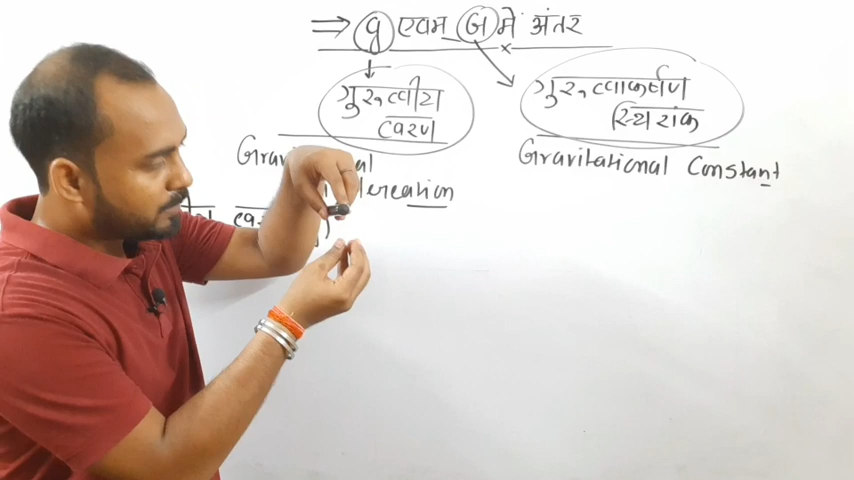 ⇒ g एवम G में अंतर
गुरुत्वीय
त्वरण
गुरुत्वाकर्षण
स्थिरांक
Gravitational Constant